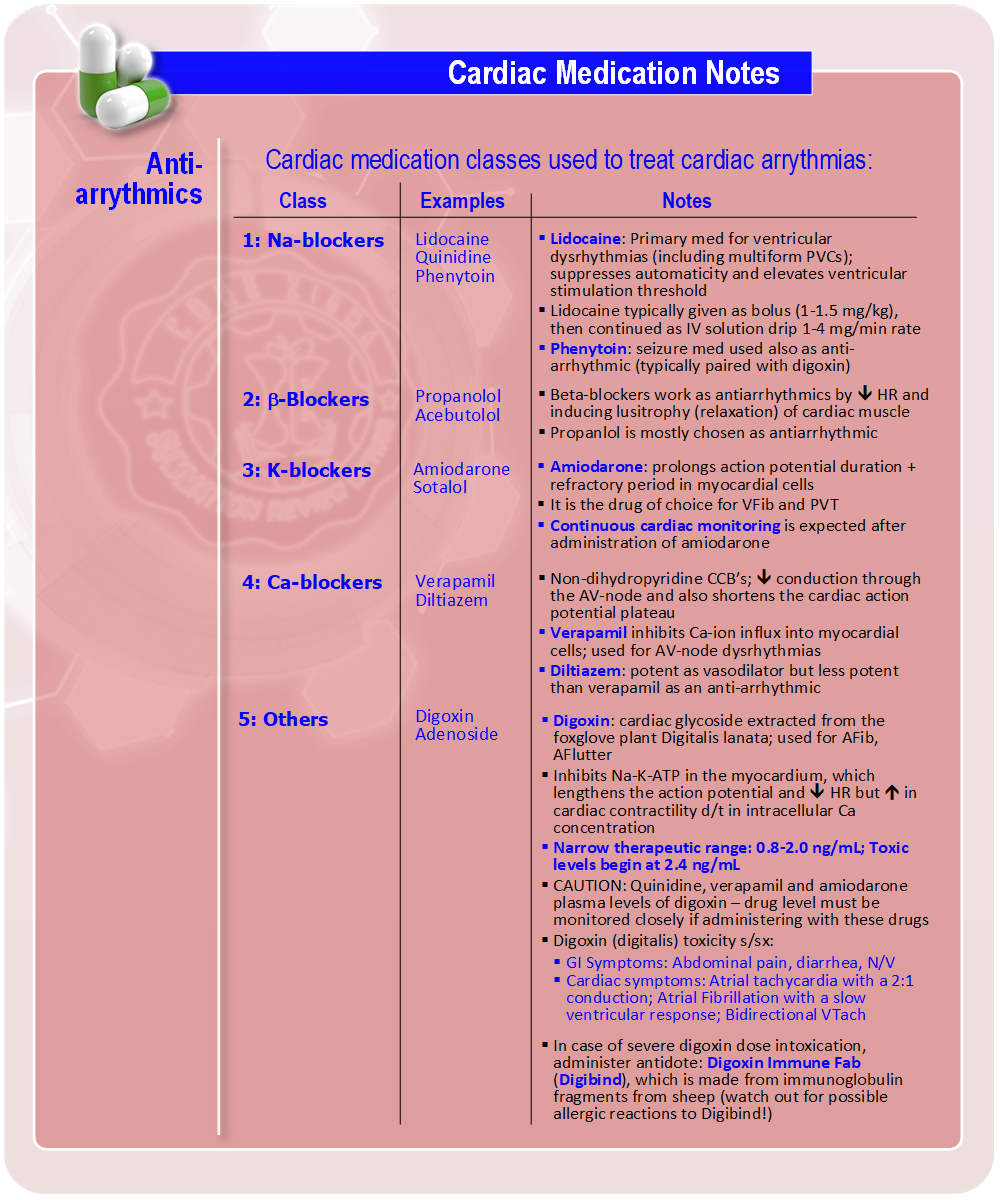 Cardiac Medication Notes
Anti-
arrythmics
Cardiac medication classes used to treat cardiac arrythmias:
Class Examples Notes
1: Na-blockers
Lidocaine
Quinidine
Phenytoin
▪ Lidocaine: Primary med for ventricular
dysrhythmias (including multiform PVCs);
suppresses automaticity and elevates ventricular
stimulation threshold
▪ Lidocaine typically given as bolus (1-1.5 mg/kg),
then continued as IV solution drip 1-4 mg/min rate
▪ Phenytoin: seizure med used also as anti-
arrhythmic (typically paired with digoxin)
2: β-Blockers
Propanolol
Acebutolol
▪ Beta-blockers work as antiarrhythmics by 🡻 HR and
inducing lusitrophy (relaxation) of cardiac muscle
▪ Propanlol is mostly chosen as antiarrhythmic
3: K-blockers
Amiodarone
Sotalol
▪ Amiodarone: prolongs action potential duration +
refractory period in myocardial cells
▪ It is the drug of choice for VFib and PVT
▪ Continuous cardiac monitoring is expected after
administration of amiodarone
4: Ca-blockers
Verapamil
Diltiazem
▪ Non-dihydropyridine CCB's; 🡻 conduction through
the AV-node and also shortens the cardiac action
potential plateau
▪ Verapamil inhibits Ca-ion influx into myocardial
cells; used for AV-node dysrhythmias
▪ Diltiazem: potent as vasodilator but less potent
than verapamil as an anti-arrhythmic
5: Others
Digoxin
Adenoside
▪ Digoxin: cardiac glycoside extracted from the
foxglove plant Digitalis lanata; used for AFib,
AFlutter
▪ Inhibits Na-K-ATP in the myocardium, which
lengthens the action potential and 🡻 HR but 🡹 in
cardiac contractility d/t in intracellular Ca
concentration
▪ Narrow therapeutic range: 0.8-2.0 ng/mL; Toxic
levels begin at 2.4 ng/mL
▪ CAUTION: Quinidine, verapamil and amiodarone
plasma levels of digoxin – drug level must be
monitored closely if administering with these drugs
▪ Digoxin (digitalis) toxicity s/sx:
▪ GI Symptoms: Abdominal pain, diarrhea, N/V
▪ Cardiac symptoms: Atrial tachycardia with a 2:1
conduction; Atrial Fibrillation with a slow
ventricular response; Bidirectional VTach
▪ In case of severe digoxin dose intoxication,
administer antidote: Digoxin Immune Fab
(Digibind), which is made from immunoglobulin
fragments from sheep (watch out for possible
allergic reactions to Digibind!)